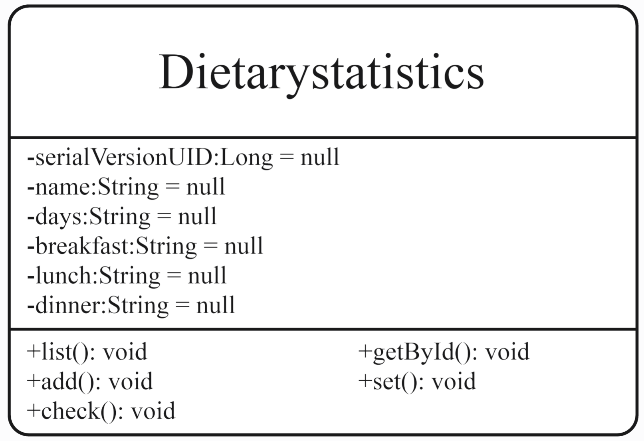 Dietarystatistics
-serialVersionUID:Long = null
-name:String = null
-days:String = null
-breakfast:String = null
-lunch:String = null
-dinner:String = null
+list(): void +getById(): void
+add(): void +set(): void
+check(): void